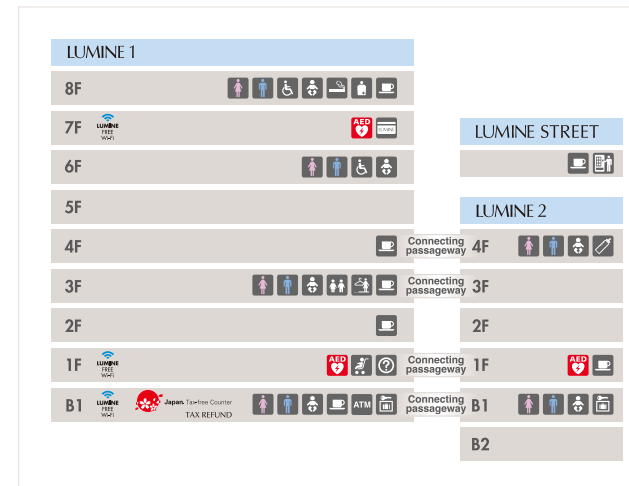 LUMINE 1
8F
7F LUMINE FREE Wi-Fi AED LUMINE
LUMINE STREET
6F
5F
LUMINE 2
4F Connecting passageway 4F
3F Connecting passageway 3F
2F 2F
1F LUMINE FREE Wi-Fi AED ? Connecting passageway 1F AED
B1 LUMINE FREE Wi-Fi Japan. Tax-free Counter TAX REFUND ATM Connecting passageway B1
B2